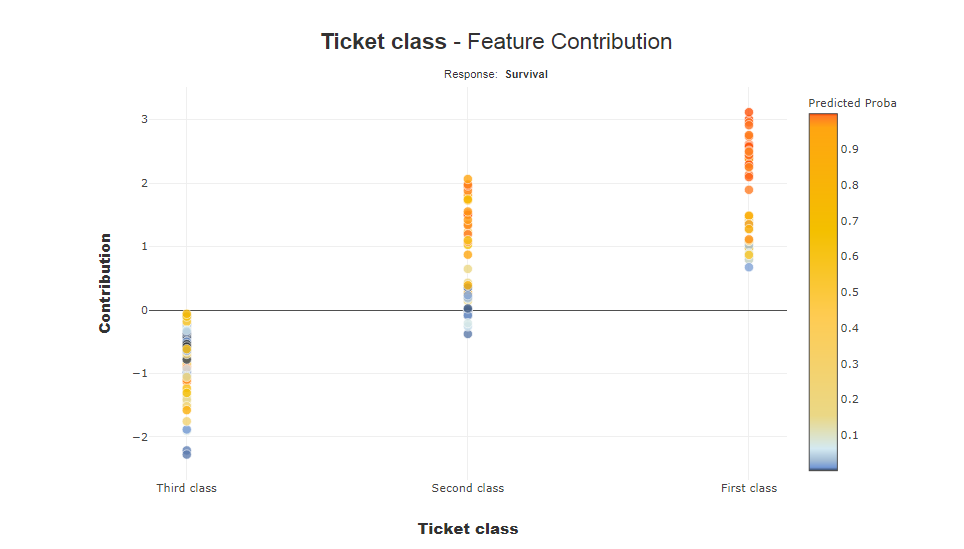 Ticket class - Feature Contribution
Response: Survival
Predicted Proba
0.9
0.8
0.7
0.6
0.5
0.4
0.3
0.2
0.1
Contribution
3
2
1
0
−1
−2
Third class
Second class
First class
Ticket class